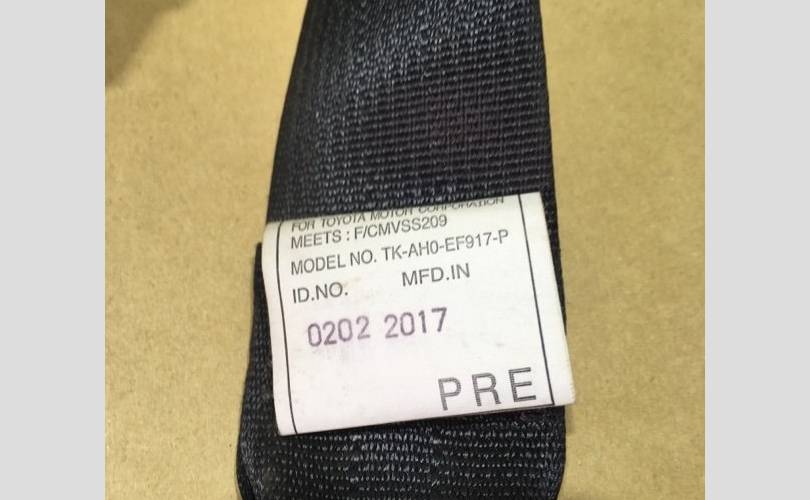 FOR TOYOTA MOTOR CORPORATION
MEETS : F/CMVSS209
MODEL NO. TK-AH0-EF917-P
ID.NO. MFD.IN
0202 2017
PRE